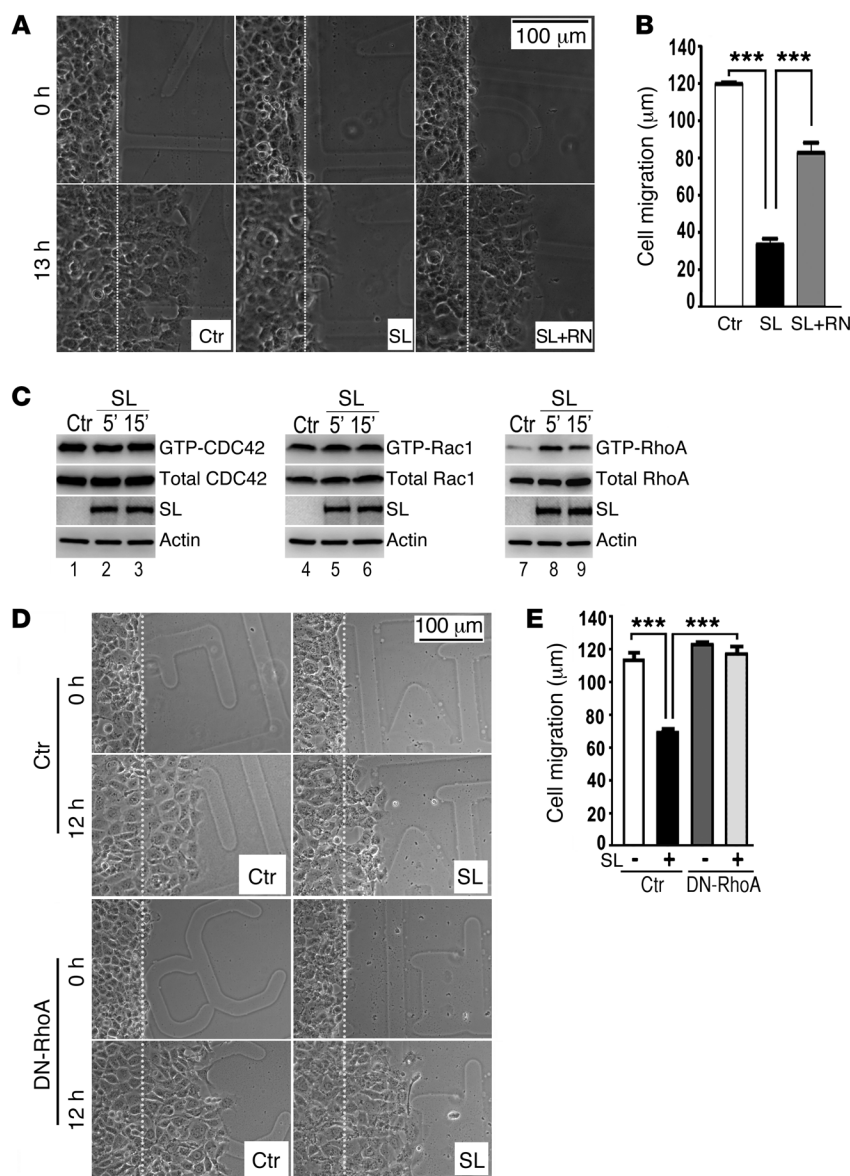 A
100 μm
0 h
13 h
Ctr
SL
SL+RN
B
140
120
100
80
60
40
20
0
Cell migration (μm)
*** ***
Ctr SL SL+RN
C
SL
Ctr 5’ 15’
GTP-CDC42
Total CDC42
SL
Actin
1 2 3
SL
Ctr 5’ 15’
GTP-Rac1
Total Rac1
SL
Actin
4 5 6
SL
Ctr 5’ 15’
GTP-RhoA
Total RhoA
SL
Actin
7 8 9
D
100 μm
Ctr
0 h
12 h
Ctr
SL
DN-RhoA
0 h
12 h
Ctr
SL
E
140
120
100
80
60
40
20
0
Cell migration (μm)
*** ***
SL - + - +
Ctr DN-RhoA